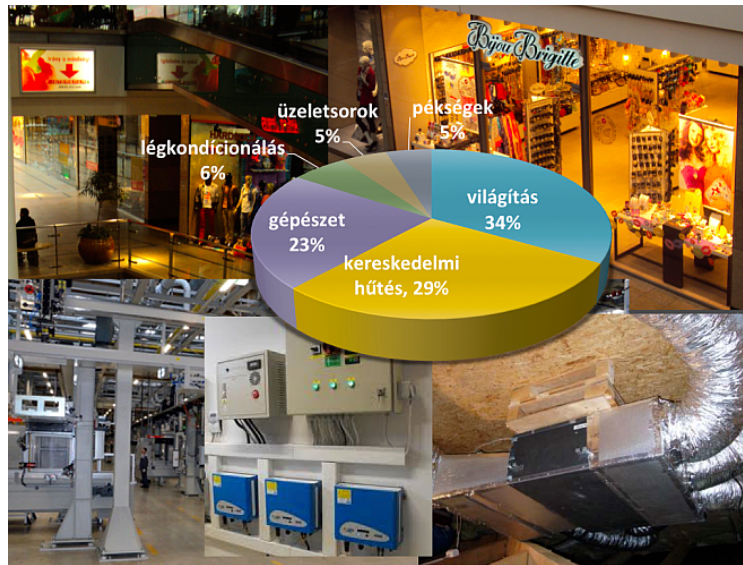 Bijou Brigitte
üzeletsorok
5%
pékségek
5%
légkondícionálás
6%
világítás
34%
gépészet
23%
kereskedelmi
hűtés, 29%